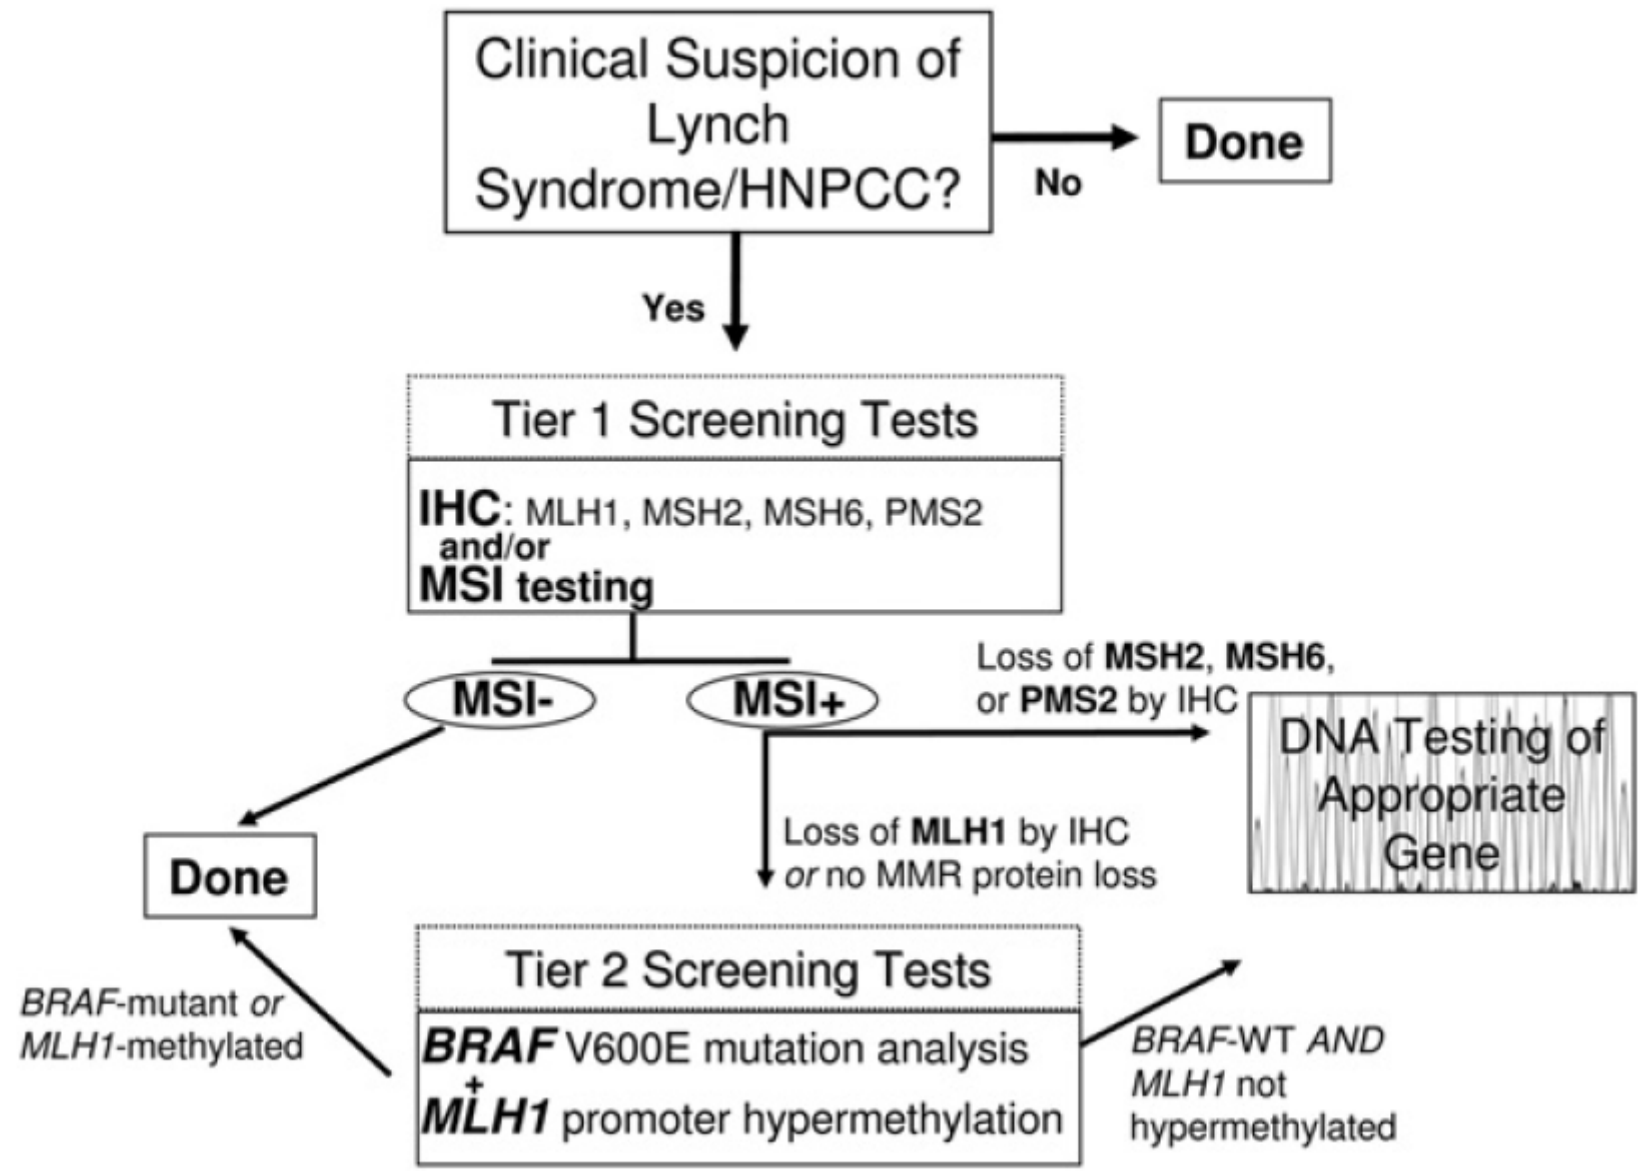 Clinical Suspicion of
Lynch
Syndrome/HNPCC?
Done
No
Yes
Tier 1 Screening Tests
IHC: MLH1, MSH2, MSH6, PMS2
and/or
MSI testing
MSI-
MSI+
Loss of MSH2, MSH6,
or PMS2 by IHC
DNA Testing of
Appropriate
Gene
Loss of MLH1 by IHC
or no MMR protein loss
Done
Tier 2 Screening Tests
BRAF V600E mutation analysis
+
MLH1 promoter hypermethylation
BRAF-mutant or
MLH1-methylated
BRAF-WT AND
MLH1 not
hypermethylated